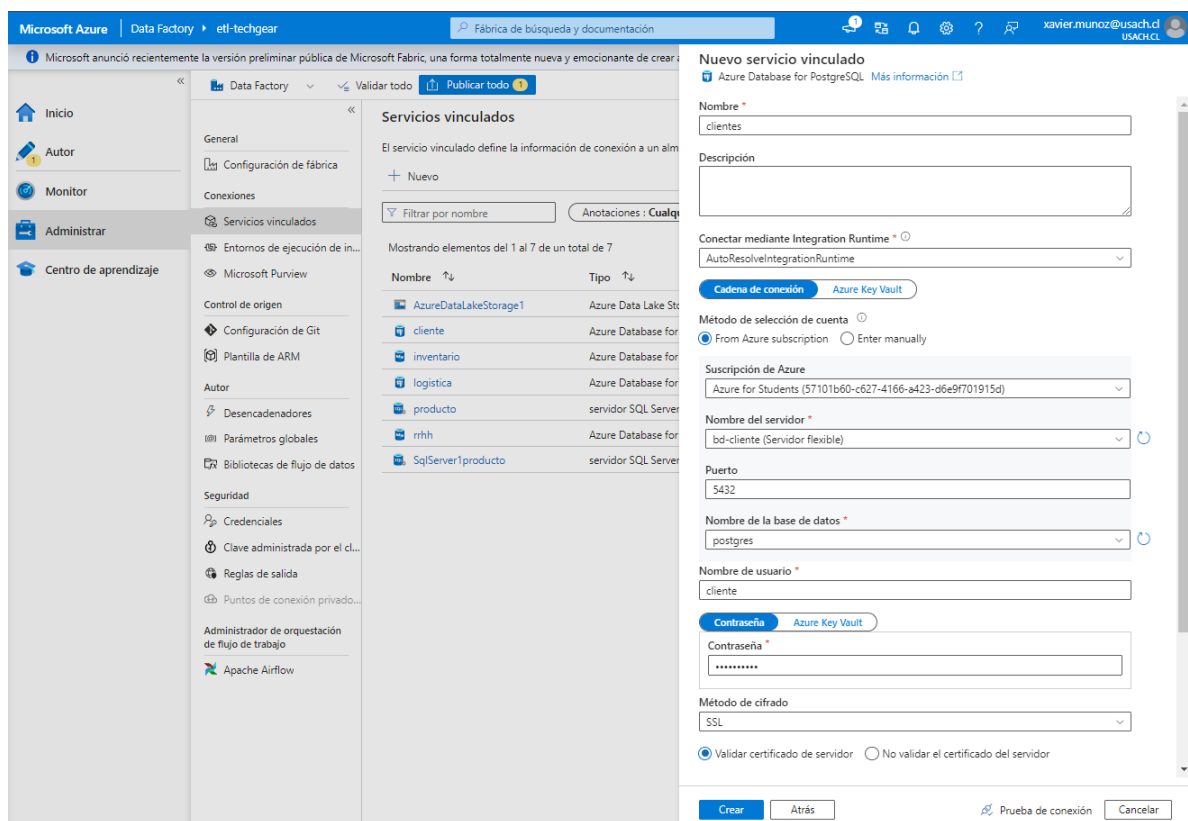 Microsoft Azure
Data Factory
etl-techgear
Fábrica de búsqueda y documentación
1
xavier.munoz@usach.cl
USACH.CL
Microsoft anunció recientemente la versión preliminar pública de Microsoft Fabric, una forma totalmente nueva y emocionante de crear
Inicio
Autor
1
Monitor
Administrar
Centro de aprendizaje
Data Factory
Validar todo
Publicar todo 1
General
Configuración de fábrica
Conexiones
Servicios vinculados
Entornos de ejecución de in...
Microsoft Purview
Control de origen
Configuración de Git
Plantilla de ARM
Autor
Desencadenadores
Parámetros globales
Bibliotecas de flujo de datos
Seguridad
Credenciales
Clave administrada por el cl...
Reglas de salida
Puntos de conexión privado...
Administrador de orquestación
de flujo de trabajo
Apache Airflow
Servicios vinculados
El servicio vinculado define la información de conexión a un alm
Nuevo
Filtrar por nombre
Anotaciones : Cualqu
Mostrando elementos del 1 al 7 de un total de 7
Nombre Tipo
AzureDataLakeStorage1 Azure Data Lake Sto
cliente Azure Database for
inventario Azure Database for
logistica Azure Database for
producto servidor SQL Server
rrhh Azure Database for
SqlServer1producto servidor SQL Server
Nuevo servicio vinculado
Azure Database for PostgreSQL Más información
Nombre *
clientes
Descripción
Conectar mediante Integration Runtime *
AutoResolveIntegrationRuntime
Cadena de conexión Azure Key Vault
Método de selección de cuenta
From Azure subscription Enter manually
Suscripción de Azure
Azure for Students (57101b60-c627-4166-a423-d6e9f701915d)
Nombre del servidor *
bd-cliente (Servidor flexible)
Puerto
5432
Nombre de la base de datos *
postgres
Nombre de usuario *
cliente
Contraseña Azure Key Vault
Contraseña *
••••••••••
Método de cifrado
SSL
Validar certificado de servidor No validar el certificado del servidor
Crear Atrás Prueba de conexión Cancelar